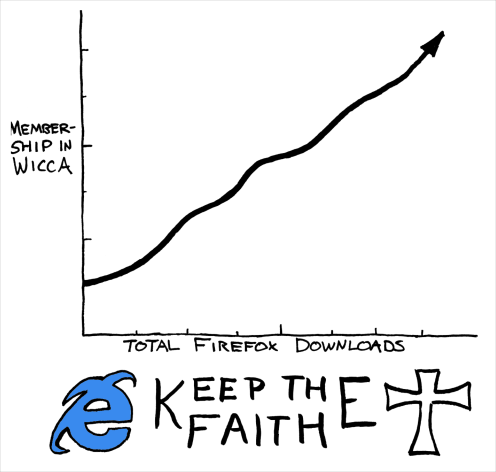 MEMBER-
SHIP IN
WICCA
TOTAL FIREFOX DOWNLOADS
KEEP THE
FAITH